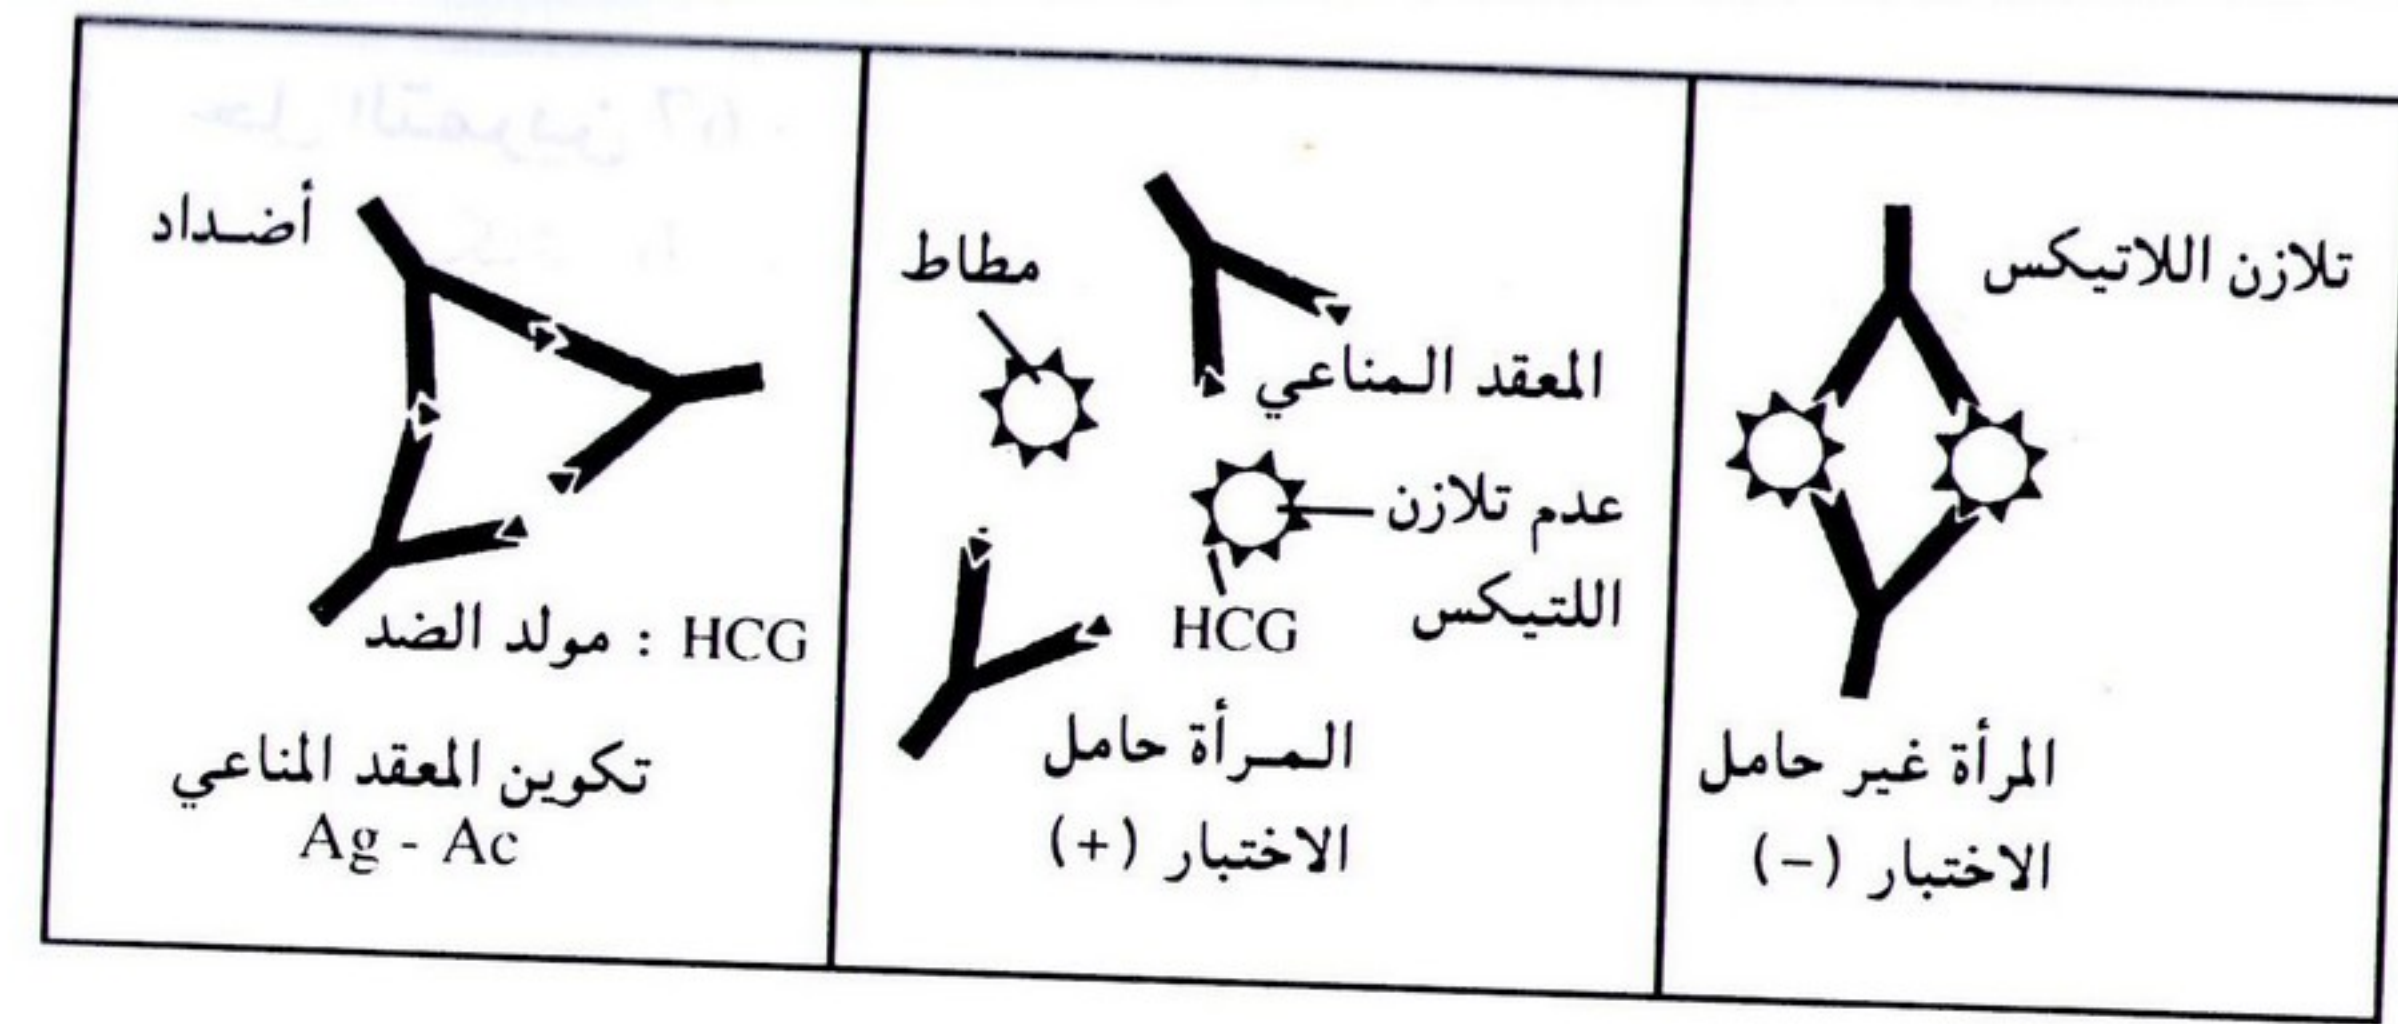 تلازن اللاتيكس
المرأة غير حامل
الاختبار (-)
مطاط
المعقد المناعي
عدم تلازن
اللتيكس
HCG
المرأة حامل
الاختبار (+)
أضداد
HCG : مولد الضد
تكوين المعقد المناعي
Ag - Ac